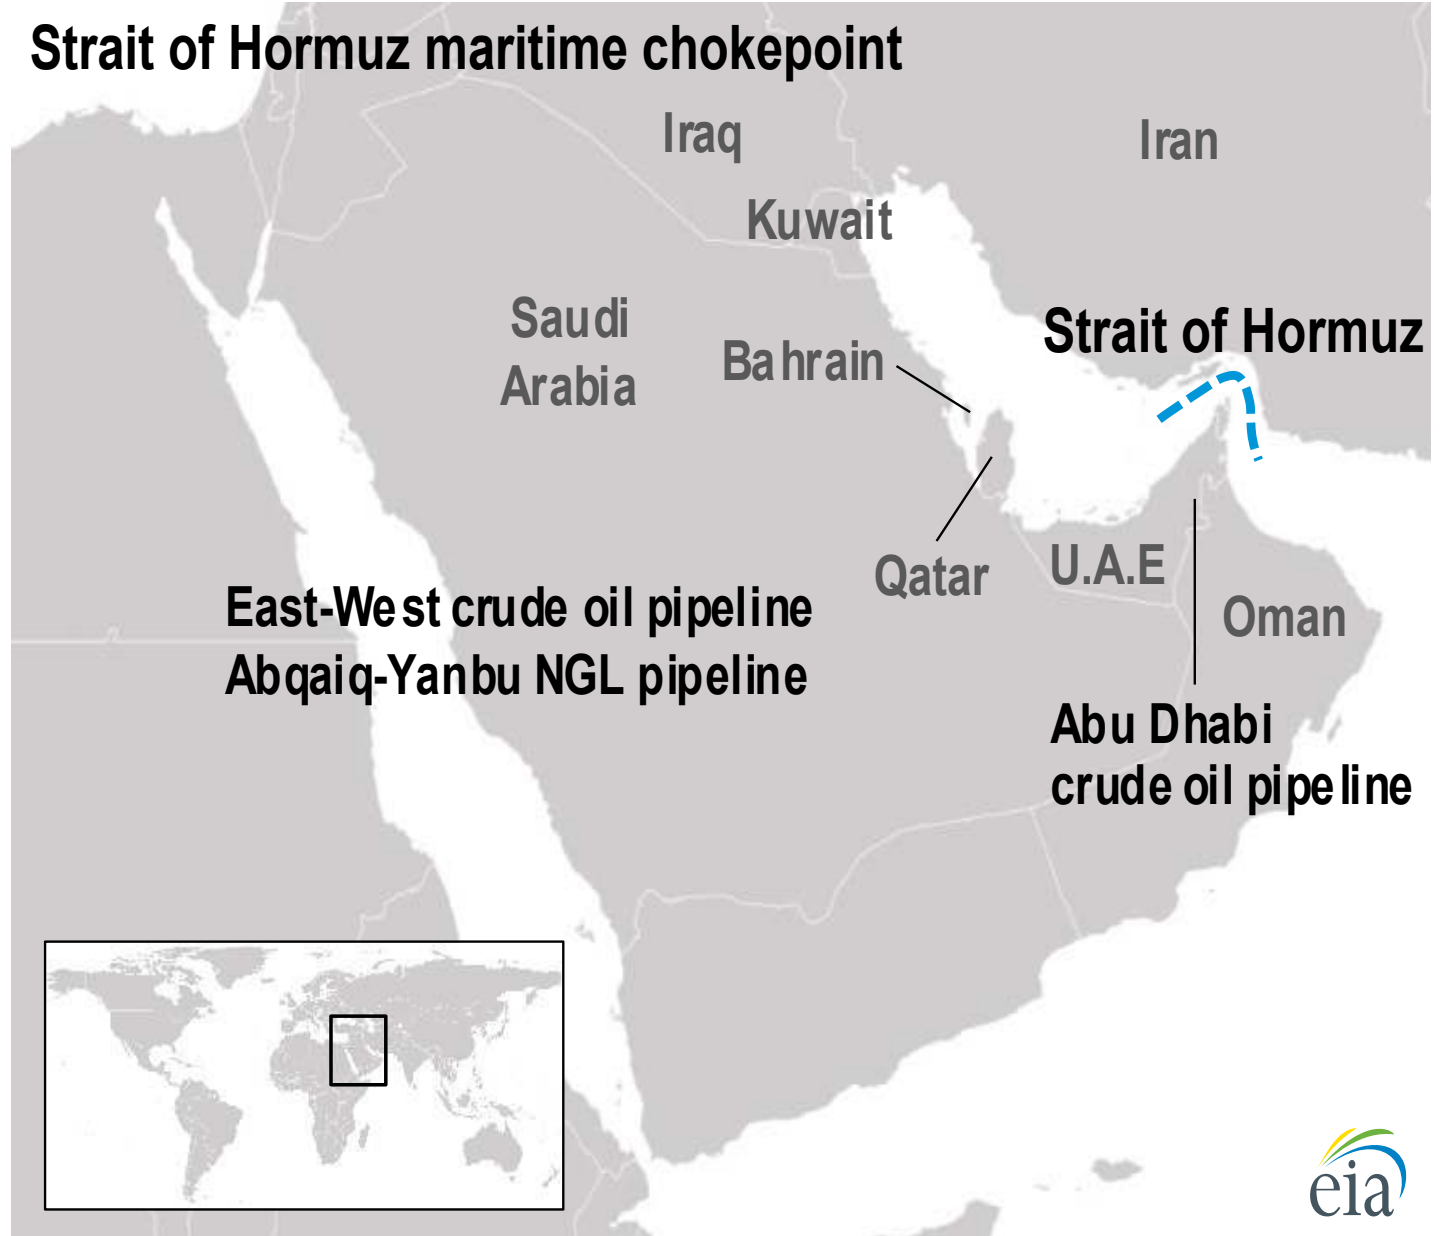 Strait of Hormuz maritime chokepoint
Iraq
Iran
Kuwait
Saudi
Arabia
Strait of Hormuz
Bahrain
Qatar
U.A.E
Oman
East-West crude oil pipeline
Abqaiq-Yanbu NGL pipeline
Abu Dhabi
crude oil pipeline
eia